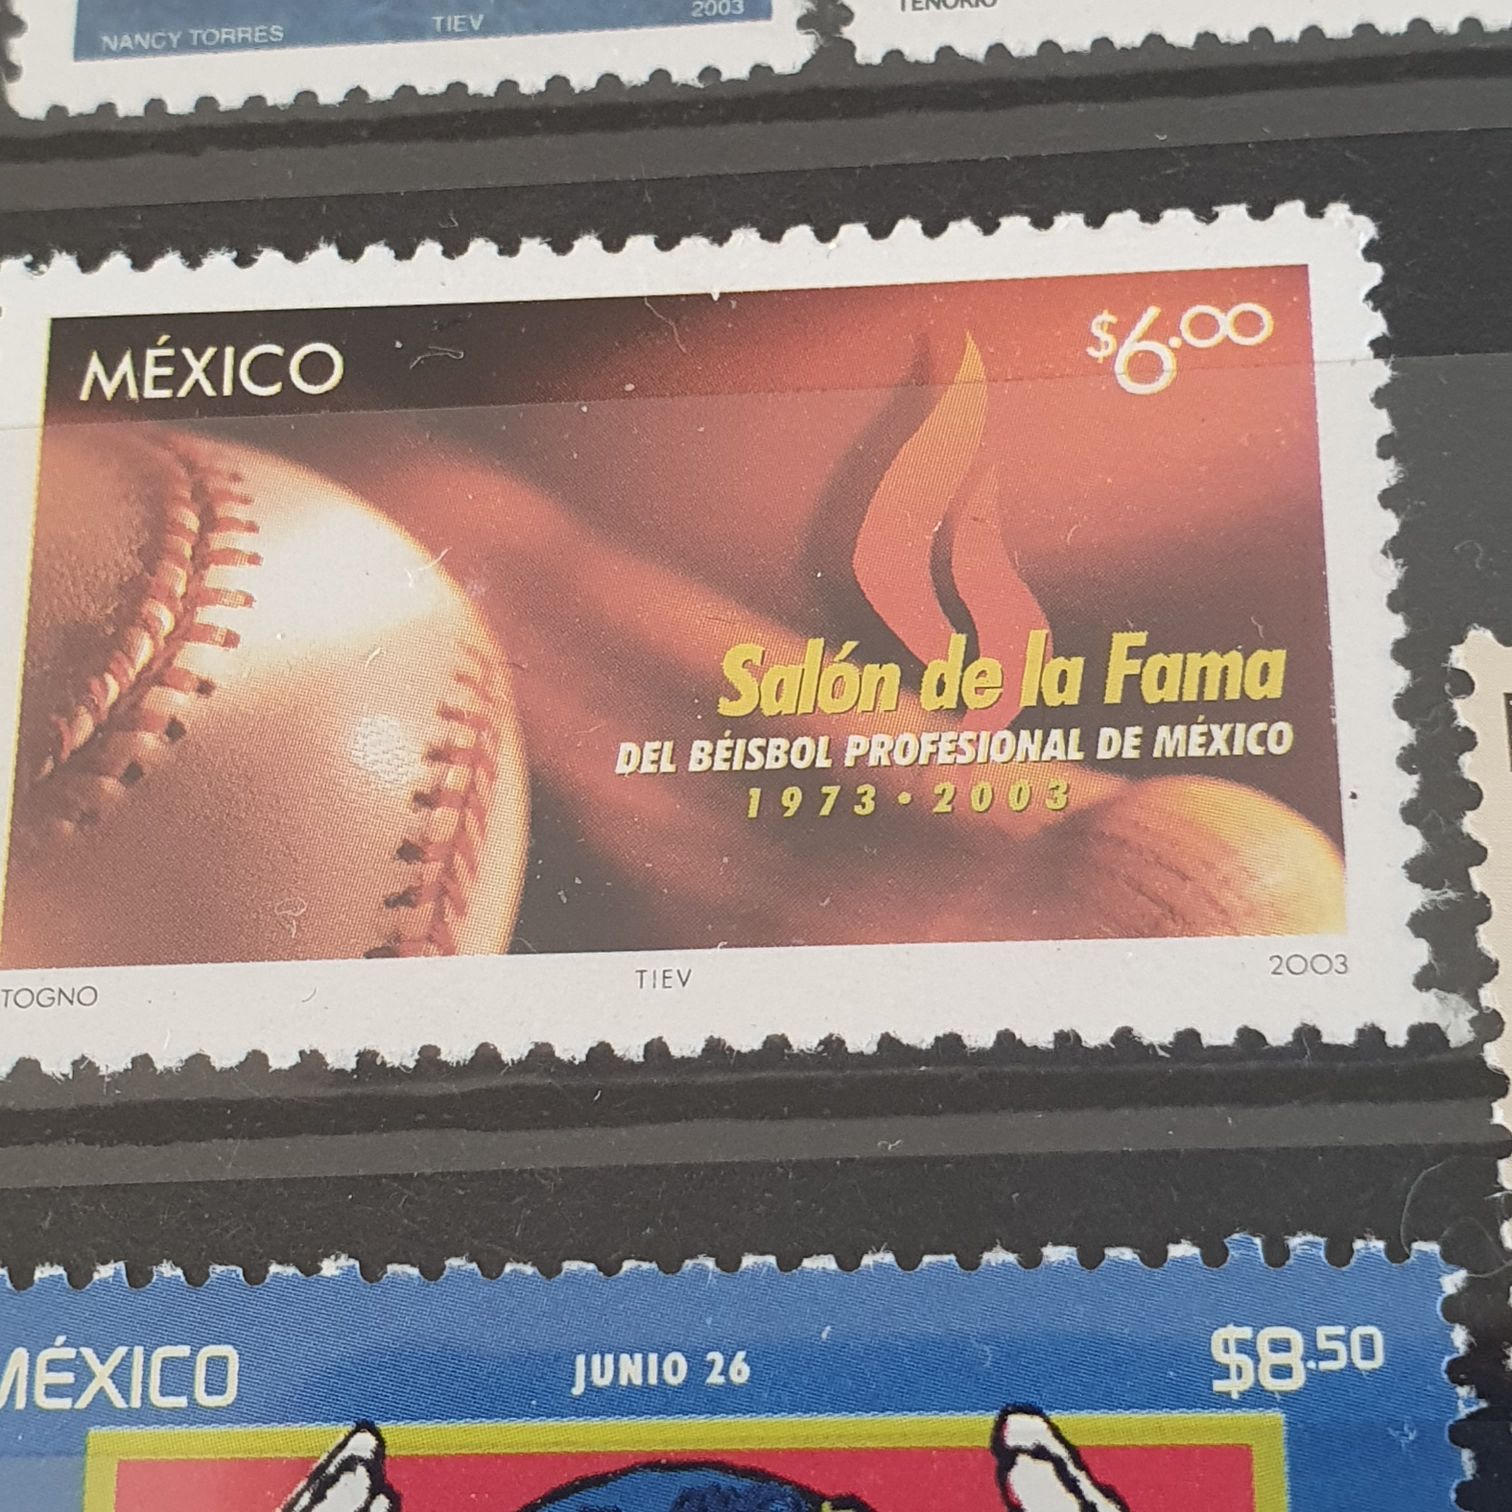 NANCY TORRES TIEV 2003
TENORIO
MÉXICO $6.00
Salón de la Fama
DEL BÉISBOL PROFESIONAL DE MÉXICO
1973 • 2003
TOGNO TIEV 2003
MÉXICO JUNIO 26 $8.50